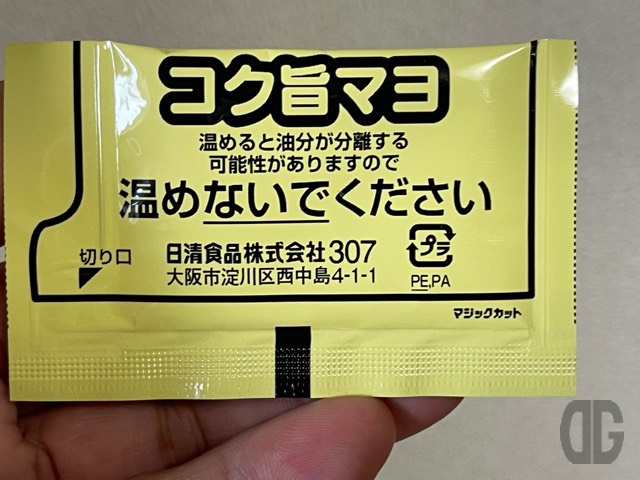 コク旨マヨ
温めると油分が分離する
可能性がありますので
温めないでください
切り口
日清食品株式会社307
大阪市淀川区西中島4-1-1
プラ
PE,PA
マジックカット
DG